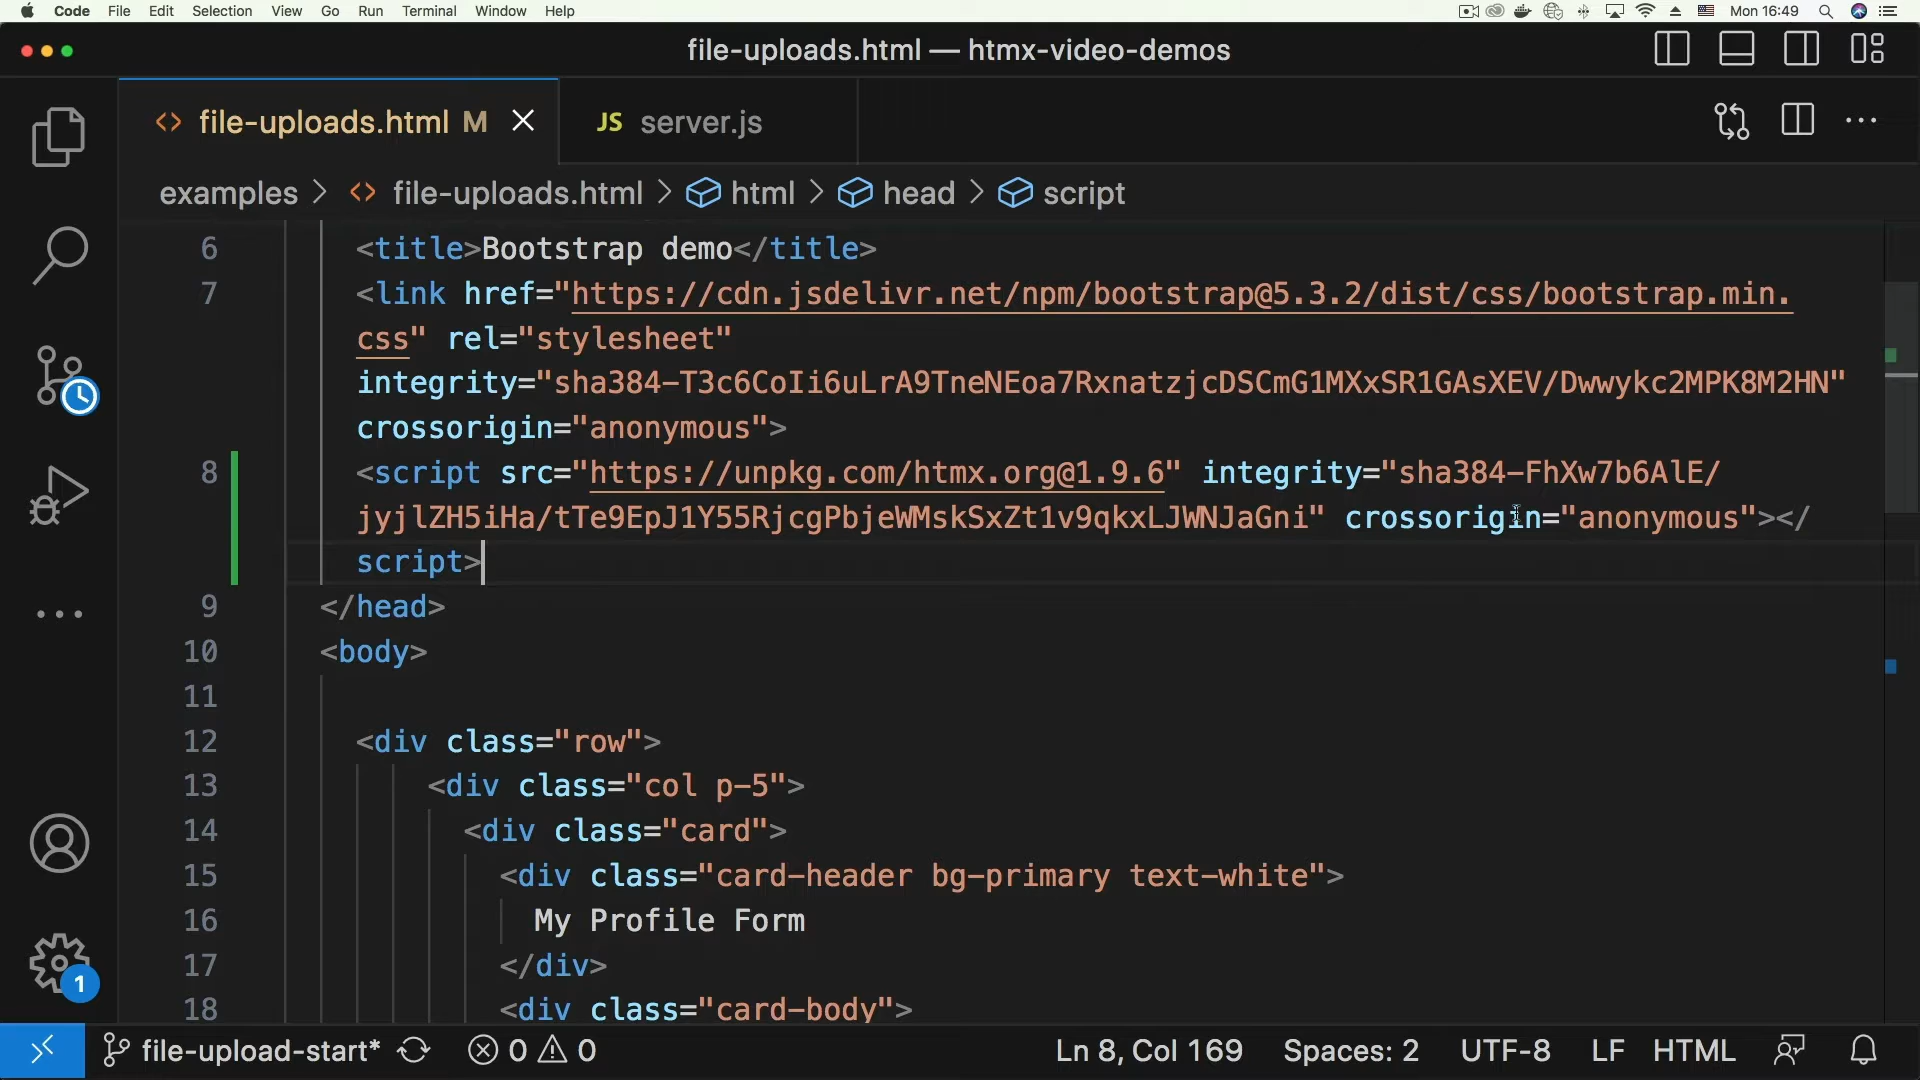 Code File Edit Selection View Go Run Terminal Window Help Mon 16:49
file-uploads.html — htmx-video-demos
file-uploads.html M JS server.js
examples > file-uploads.html > html > head > script
6 <title>Bootstrap demo</title>
7 <link href="https://cdn.jsdelivr.net/npm/bootstrap@5.3.2/dist/css/bootstrap.min.
css" rel="stylesheet"
integrity="sha384-T3c6CoIi6uLrA9TneNEoa7RxnatzjcDSCmG1MXxSR1GAsXEV/Dwwykc2MPK8M2HN"
crossorigin="anonymous">
8 <script src="https://unpkg.com/htmx.org@1.9.6" integrity="sha384-FhXw7b6AlE/
jyjlZH5iHa/tTe9EpJ1Y55RjcgPbjeWMskSxZt1v9qkxLJWNJaGni" crossorigin="anonymous"></
script>
9 </head>
10 <body>
11
12 <div class="row">
13 <div class="col p-5">
14 <div class="card">
15 <div class="card-header bg-primary text-white">
16 My Profile Form
17 </div>
18 <div class="card-body">
1
file-upload-start* 0 0 Ln 8, Col 169 Spaces: 2 UTF-8 LF HTML